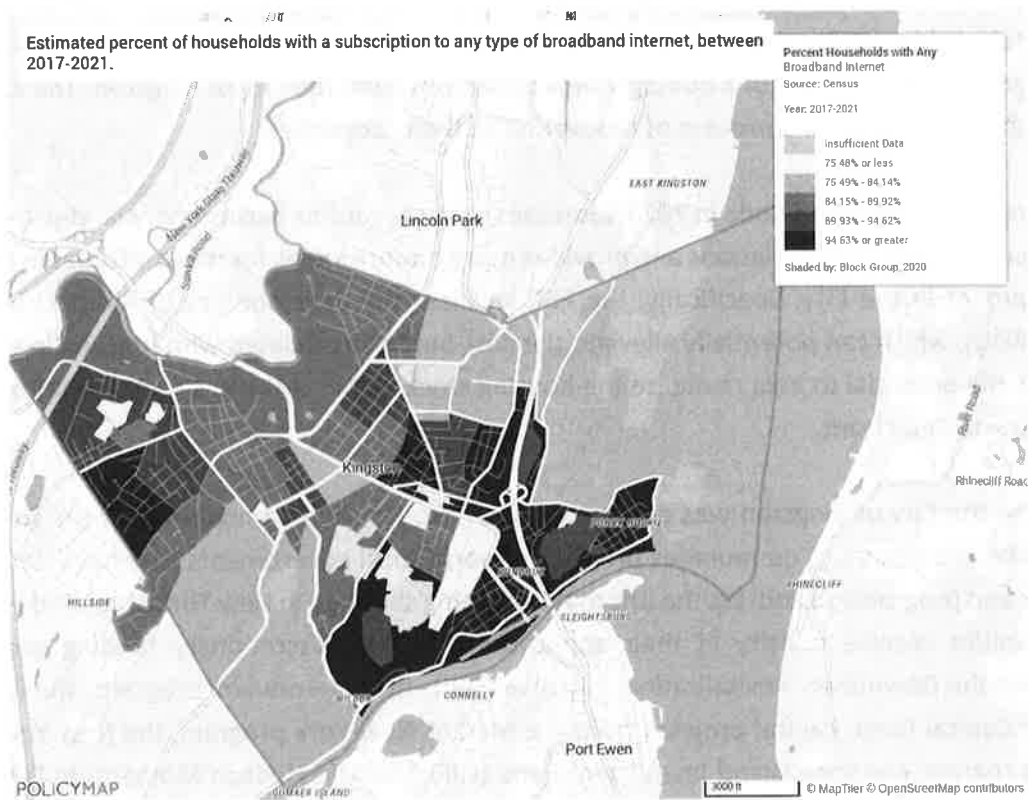 Estimated percent of households with a subscription to any type of broadband internet, between
2017-2021.
Percent Households with Any
Broadband Internet
Source: Census
Year: 2017-2021
Insufficient Data
75.48% or less
75.49% - 84.14%
84.15% - 89.92%
89.93% - 94.62%
94.63% or greater
Shaded by: Block Group, 2020
New York State Thruway
EAST KINGSTON
Lincoln Park
Kingston
Rhinecliff Road
PONCK HOCKIE
RONDOUT
RHINECLIFF
HILLSIDE
SLEIGHTSBURG
WILBUR
CONNELLY
Port Ewen
POLICYMAP
3000 ft
© MapTiler © OpenStreetMap contributors